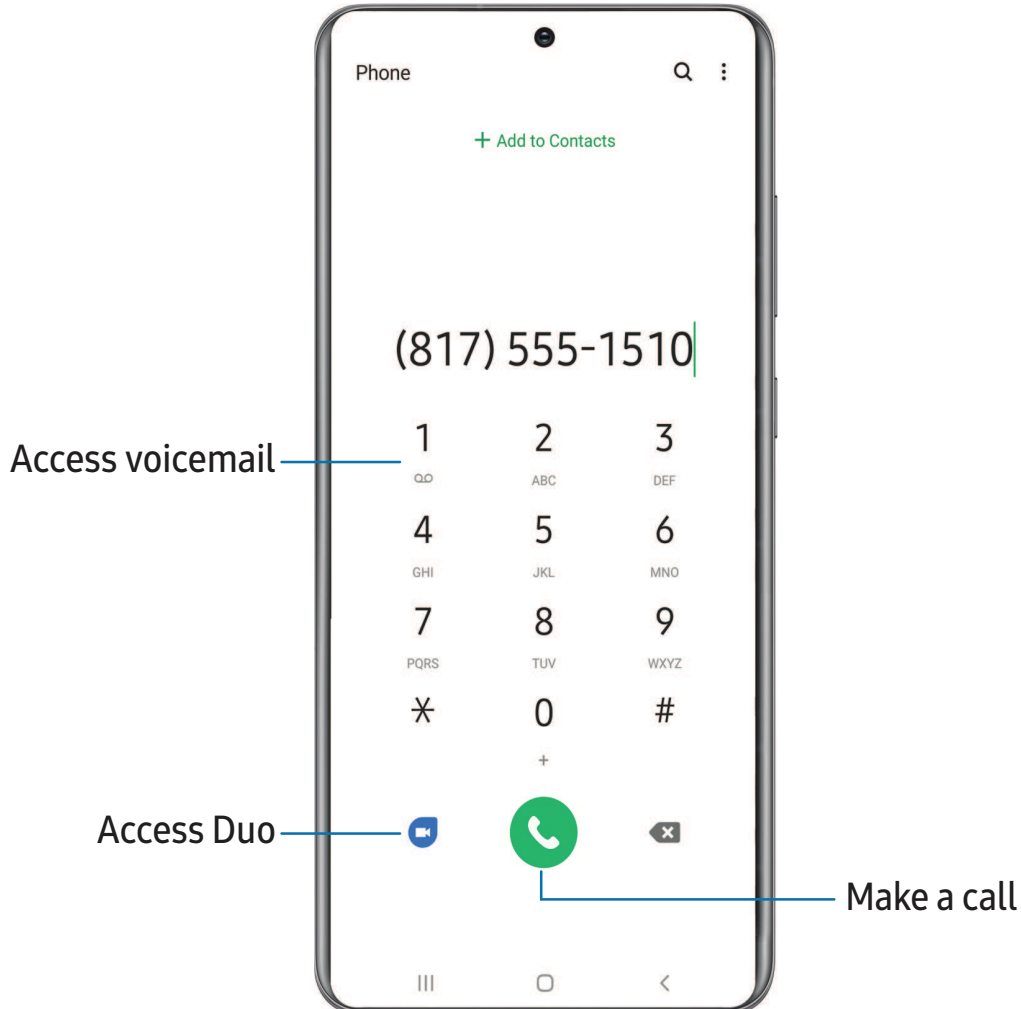 Phone
+ Add to Contacts
(817) 555-1510
1 2 3
ABC DEF
Access voicemail
4 5 6
GHI JKL MNO
7 8 9
PQRS TUV WXYZ
* 0 #
+
Access Duo
Make a call